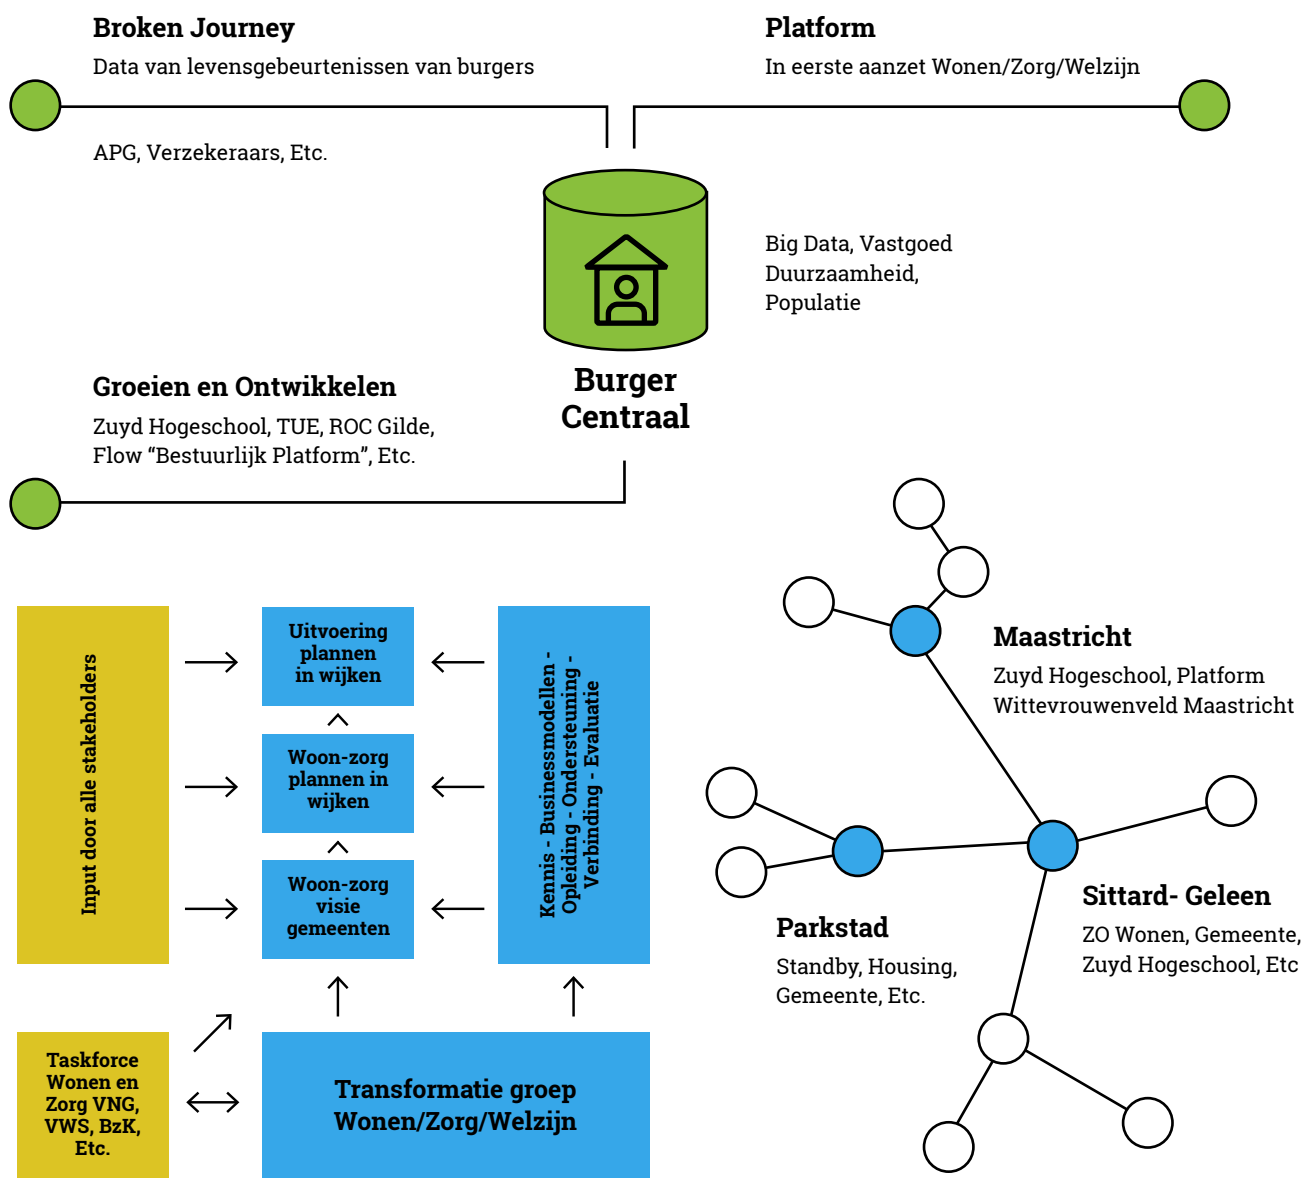 Broken Journey
Data van levensgebeurtenissen van burgers
APG, Verzekeraars, Etc.
Platform
In eerste aanzet Wonen/Zorg/Welzijn
Big Data, Vastgoed
Duurzaamheid,
Populatie
Burger
Centraal
Groeien en Ontwikkelen
Zuyd Hogeschool, TUE, ROC Gilde,
Flow “Bestuurlijk Platform”, Etc.
Input door alle stakeholders
Uitvoering
plannen
in wijken
Woon-zorg
plannen in
wijken
Woon-zorg
visie
gemeenten
Kennis - Businessmodellen -
Opleiding - Ondersteuning -
Verbinding - Evaluatie
Taskforce
Wonen en
Zorg VNG,
VWS, BzK,
Etc.
Transformatie groep
Wonen/Zorg/Welzijn
Maastricht
Zuyd Hogeschool, Platform
Wittevrouwenveld Maastricht
Parkstad
Standby, Housing,
Gemeente, Etc.
Sittard- Geleen
ZO Wonen, Gemeente,
Zuyd Hogeschool, Etc